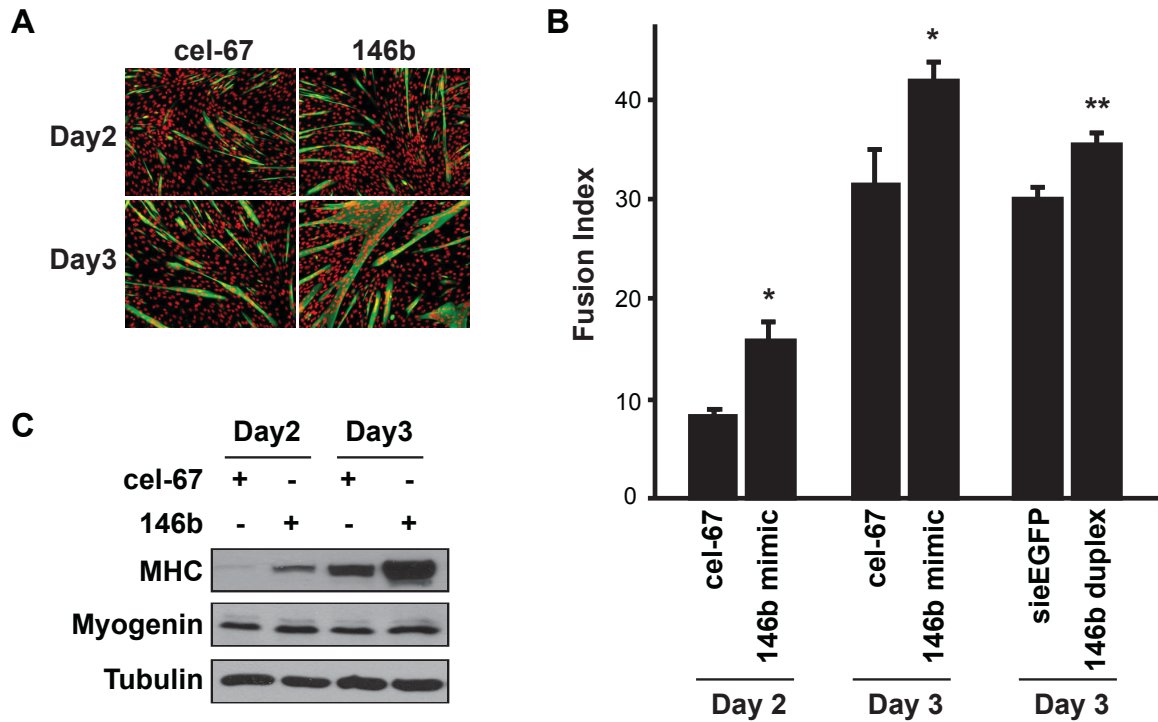 A
cel-67 146b
Day2
Day3
B
Fusion Index
40
30
20
10
0
*
*
**
cel-67
146b mimic
cel-67
146b mimic
sieEGFP
146b duplex
Day 2
Day 3
Day 3
C
Day2 Day3
cel-67 + - + -
146b - + - +
MHC
Myogenin
Tubulin